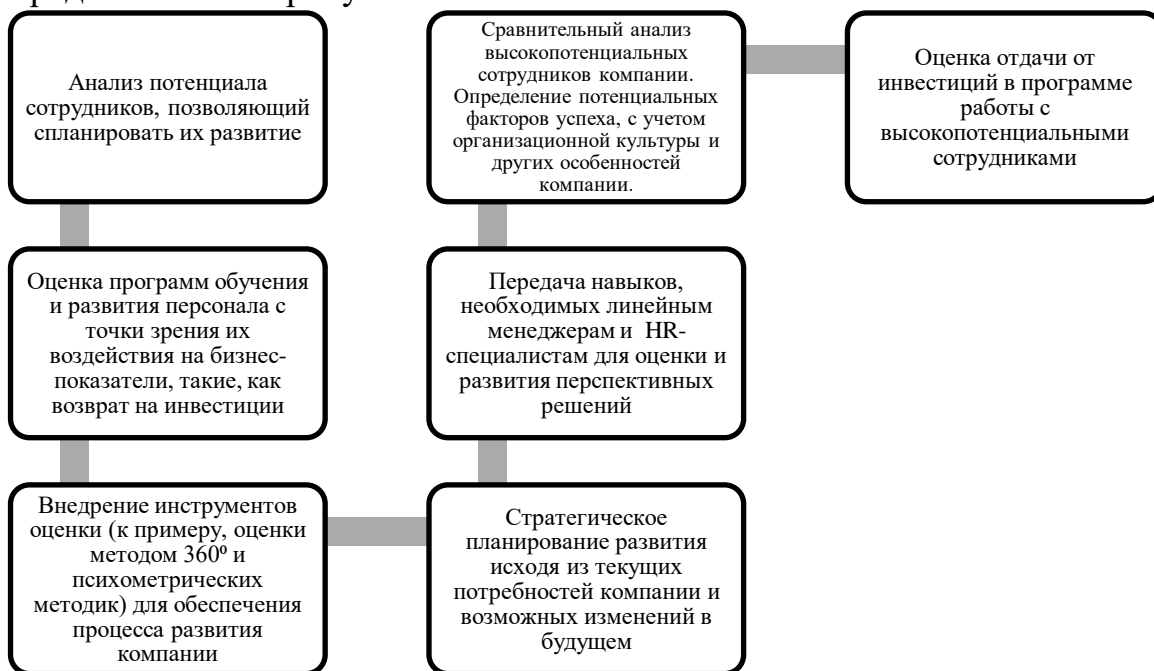 Анализ потенциала
сотрудников, позволяющий
спланировать их развитие
Оценка программ обучения
и развития персонала с
точки зрения их
воздействия на бизнес-
показатели, такие, как
возврат на инвестиции
Внедрение инструментов
оценки (к примеру, оценки
методом 360⁰ и
психометрических
методик) для обеспечения
процесса развития
компании
Стратегическое
планирование развития
исходя из текущих
потребностей компании и
возможных изменений в
будущем
Передача навыков,
необходимых линейным
менеджерам и HR-
специалистам для оценки и
развития перспективных
решений
Сравнительный анализ
высокопотенциальных
сотрудников компании.
Определение потенциальных
факторов успеха, с учетом
организационной культуры и
других особенностей
компании.
Оценка отдачи от
инвестиций в программе
работы с
высокопотенциальными
сотрудниками